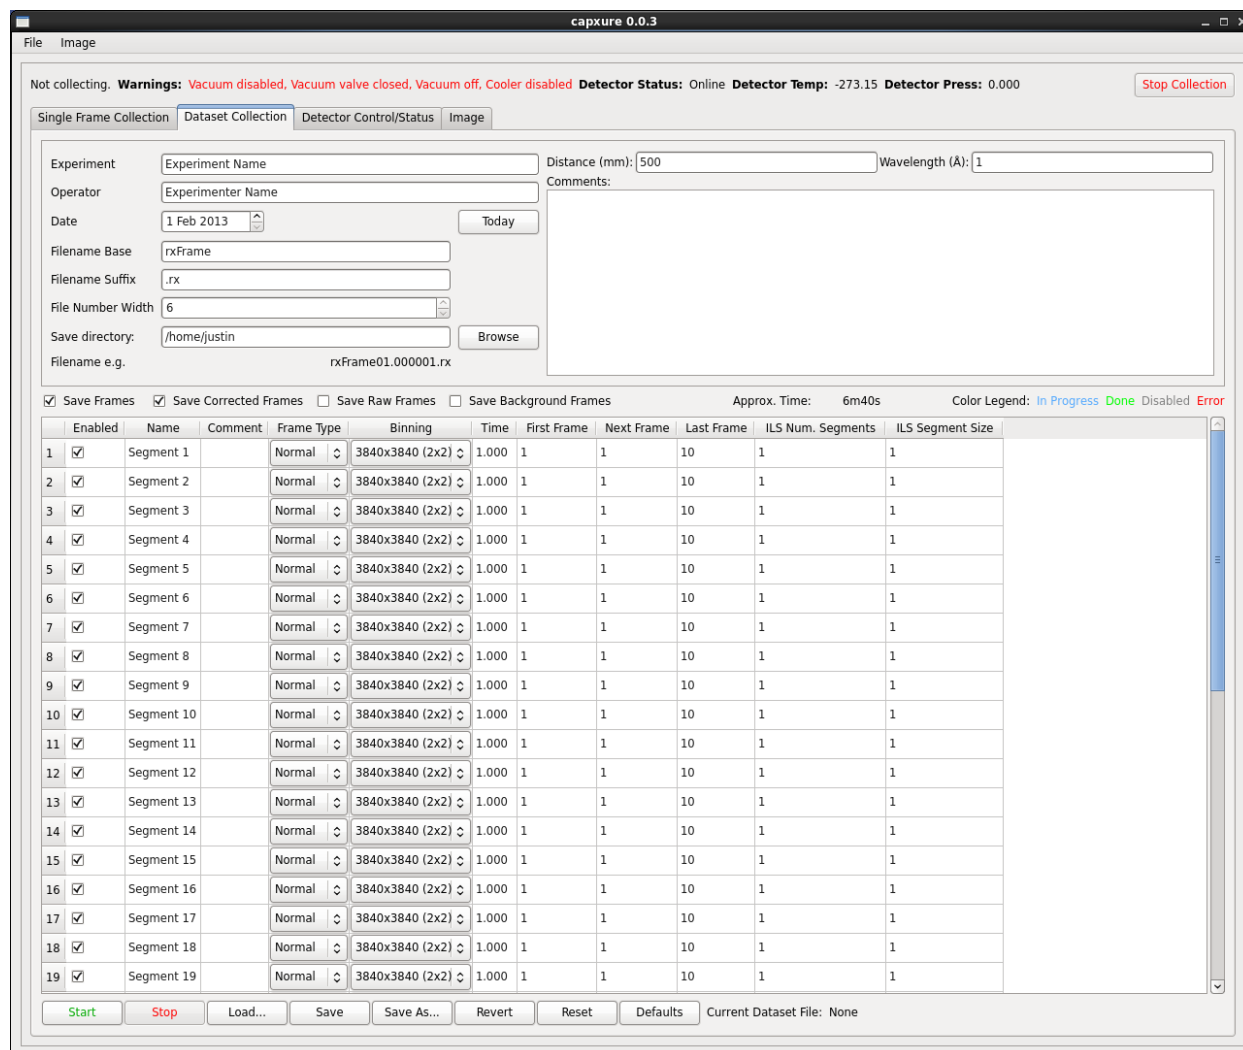 capxure 0.0.3
File Image
Not collecting. Warnings: Vacuum disabled, Vacuum valve closed, Vacuum off, Cooler disabled Detector Status: Online Detector Temp: -273.15 Detector Press: 0.000 Stop Collection
Single Frame Collection Dataset Collection Detector Control/Status Image
Experiment Experiment Name Distance (mm): 500 Wavelength (Å): 1
Operator Experimenter Name Comments:
Date 1 Feb 2013 Today
Filename Base rxFrame
Filename Suffix .rx
File Number Width 6
Save directory: /home/justin Browse
Filename e.g. rxFrame01.000001.rx
Save Frames Save Corrected Frames Save Raw Frames Save Background Frames Approx. Time: 6m40s Color Legend: In Progress Done Disabled Error
Enabled Name Comment Frame Type Binning Time First Frame Next Frame Last Frame ILS Num. Segments ILS Segment Size
1 Segment 1 Normal 3840x3840 (2x2) 1.000 1 1 10 1 1
2 Segment 2 Normal 3840x3840 (2x2) 1.000 1 1 10 1 1
3 Segment 3 Normal 3840x3840 (2x2) 1.000 1 1 10 1 1
4 Segment 4 Normal 3840x3840 (2x2) 1.000 1 1 10 1 1
5 Segment 5 Normal 3840x3840 (2x2) 1.000 1 1 10 1 1
6 Segment 6 Normal 3840x3840 (2x2) 1.000 1 1 10 1 1
7 Segment 7 Normal 3840x3840 (2x2) 1.000 1 1 10 1 1
8 Segment 8 Normal 3840x3840 (2x2) 1.000 1 1 10 1 1
9 Segment 9 Normal 3840x3840 (2x2) 1.000 1 1 10 1 1
10 Segment 10 Normal 3840x3840 (2x2) 1.000 1 1 10 1 1
11 Segment 11 Normal 3840x3840 (2x2) 1.000 1 1 10 1 1
12 Segment 12 Normal 3840x3840 (2x2) 1.000 1 1 10 1 1
13 Segment 13 Normal 3840x3840 (2x2) 1.000 1 1 10 1 1
14 Segment 14 Normal 3840x3840 (2x2) 1.000 1 1 10 1 1
15 Segment 15 Normal 3840x3840 (2x2) 1.000 1 1 10 1 1
16 Segment 16 Normal 3840x3840 (2x2) 1.000 1 1 10 1 1
17 Segment 17 Normal 3840x3840 (2x2) 1.000 1 1 10 1 1
18 Segment 18 Normal 3840x3840 (2x2) 1.000 1 1 10 1 1
19 Segment 19 Normal 3840x3840 (2x2) 1.000 1 1 10 1 1
Start Stop Load... Save Save As... Revert Reset Defaults Current Dataset File: None